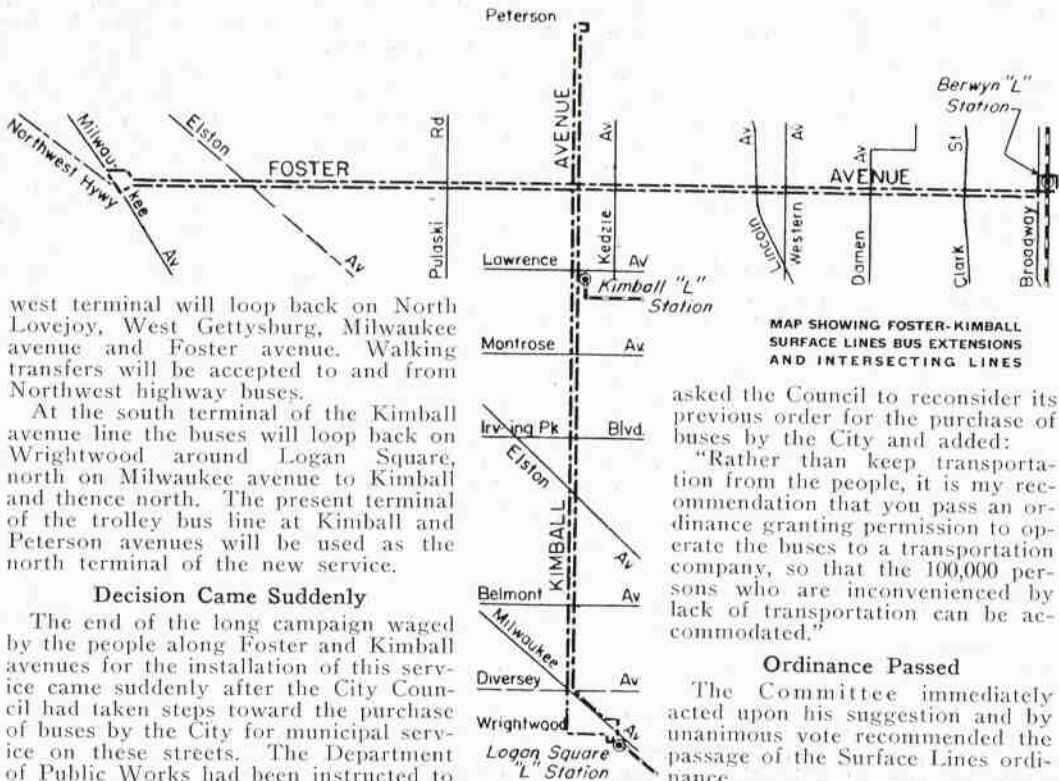 Peterson
Berwyn "L"
Station
Northwest Hywy
Milwau-
kee
Av
Elston
Av
FOSTER
Pulaski Rd
AVENUE
Kedzie Av
Lincoln Av
Western Av
AVENUE
Damen Av
Clark St
Broadway
Lawrence Av
Kimball "L"
Station
Montrose Av
Irv-ing Pk Blvd.
Elston
Av
KIMBALL
Belmont Av
Milwaukee
Av
Diversey Av
Wrightwood
Logan Square
"L" Station
MAP SHOWING FOSTER-KIMBALL
SURFACE LINES BUS EXTENSIONS
AND INTERSECTING LINES
west terminal will loop back on North
Lovejoy, West Gettysburg, Milwaukee
avenue and Foster avenue. Walking
transfers will be accepted to and from
Northwest highway buses.
At the south terminal of the Kimball
avenue line the buses will loop back on
Wrightwood around Logan Square,
north on Milwaukee avenue to Kimball
and thence north. The present terminal
of the trolley bus line at Kimball and
Peterson avenues will be used as the
north terminal of the new service.
Decision Came Suddenly
The end of the long campaign waged
by the people along Foster and Kimball
avenues for the installation of this serv-
ice came suddenly after the City Coun-
cil had taken steps toward the purchase
of buses by the City for municipal serv-
ice on these streets. The Department
of Public Works had been instructed to
asked the Council to reconsider its
previous order for the purchase of
buses by the City and added:
"Rather than keep transporta-
tion from the people, it is my rec-
ommendation that you pass an or-
dinance granting permission to op-
erate the buses to a transportation
company, so that the 100,000 per-
sons who are inconvenienced by
lack of transportation can be ac-
commodated."
Ordinance Passed
The Committee immediately
acted upon his suggestion and by
unanimous vote recommended the
passage of the Surface Lines ordi-
nance